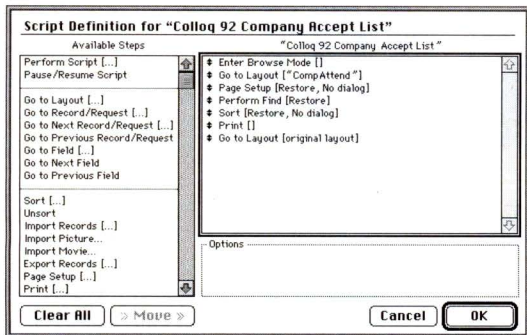 Script Definition for “Colloq 92 Company Accept List”
Available Steps
Perform Script [...]
Pause/Resume Script
Go to Layout [...]
Go to Record/Request [...]
Go to Next Record/Request [...]
Go to Previous Record/Request
Go to Field [...]
Go to Next Field
Go to Previous Field
Sort [...]
Unsort
Import Records [...]
Import Picture...
Import Movie...
Export Records [...]
Page Setup [...]
Print [...]
“Colloq 92 Company Accept List”
Enter Browse Mode []
Go to Layout [“CompAttend”]
Page Setup [Restore, No dialog]
Perform Find [Restore]
Sort [Restore, No dialog]
Print []
Go to Layout [original layout]
Options
Clear All
» Move »
Cancel
OK